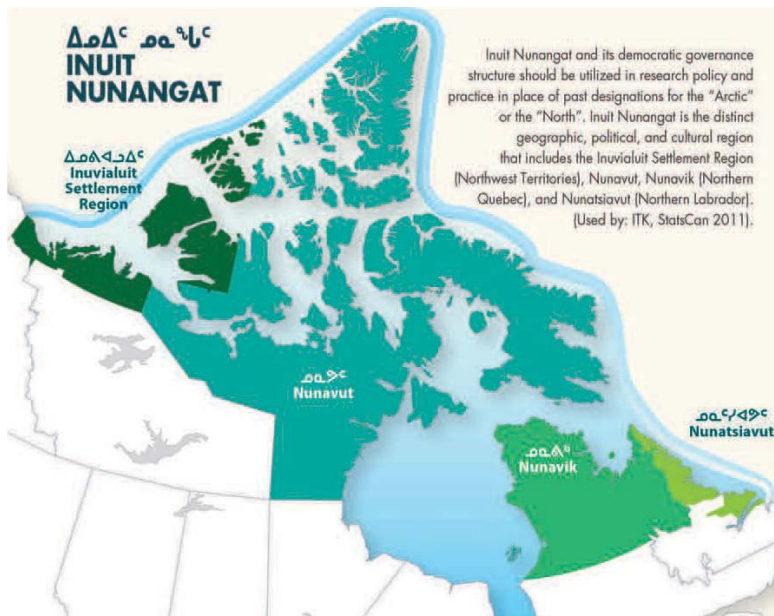 ᐃᓄᐃᑦ ᓄᓇᖓᑦ
INUIT
NUNANGAT
Inuit Nunangat and its democratic governance
structure should be utilized in research policy and
practice in place of past designations for the “Arctic”
or the “North”. Inuit Nunangat is the distinct
geographic, political, and cultural region
that includes the Inuvialuit Settlement Region
(Northwest Territories), Nunavut, Nunavik (Northern
Quebec), and Nunatsiavut (Northern Labrador).
(Used by: ITK, StatsCan 2011).
ᐃᓄᕕᐊᓗᐃᑦ
Inuvialuit
Settlement
Region
ᓄᓇᕗᑦ
Nunavut
ᓄᓇᕕᒃ
Nunavik
ᓄᓇᑦᓯᐊᕗᑦ
Nunatsiavut